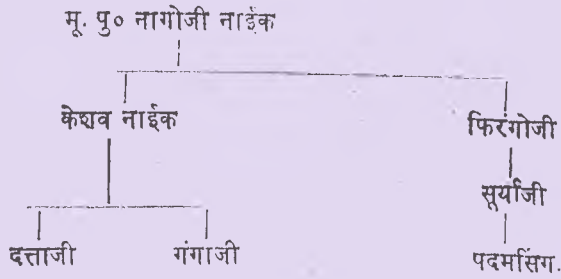 मू. पु० नागोजी नाईक
केशव नाईक फिरंगोजी
सूर्याजी
दत्ताजी गंगाजी पदमसिंग.